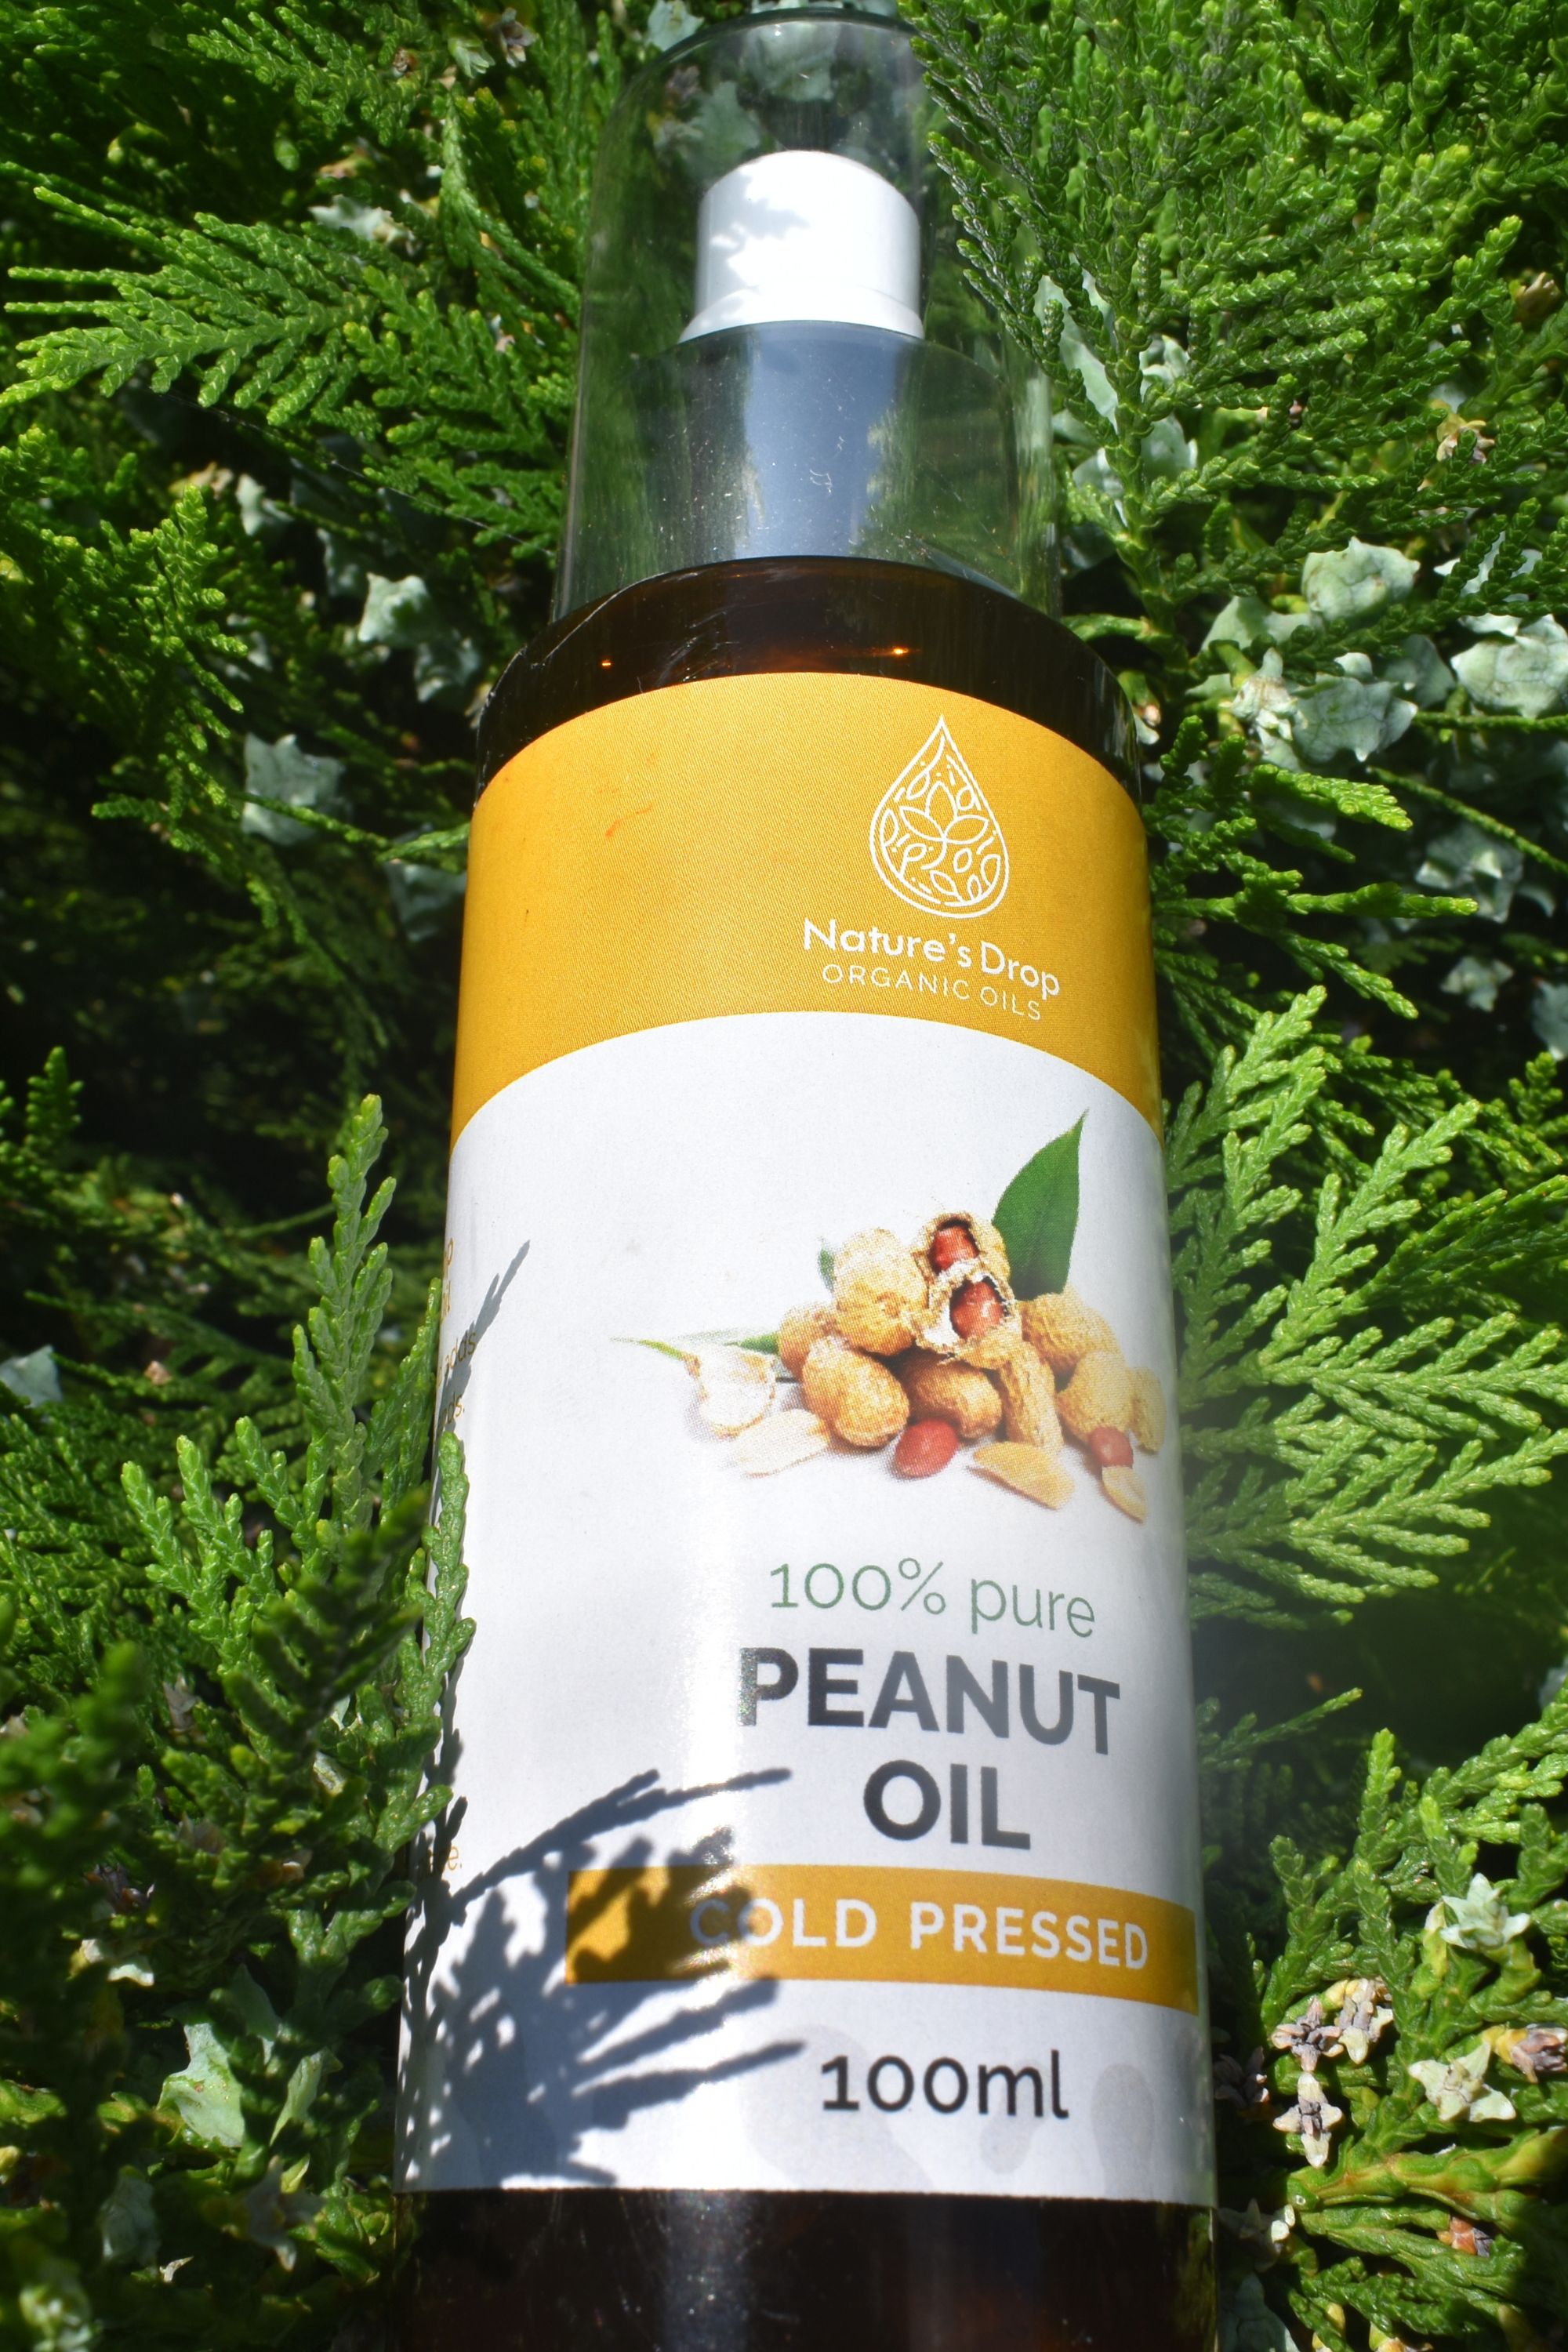 Nature's Drop
ORGANIC OILS
100% pure
PEANUT
OIL
COLD PRESSED
100ml